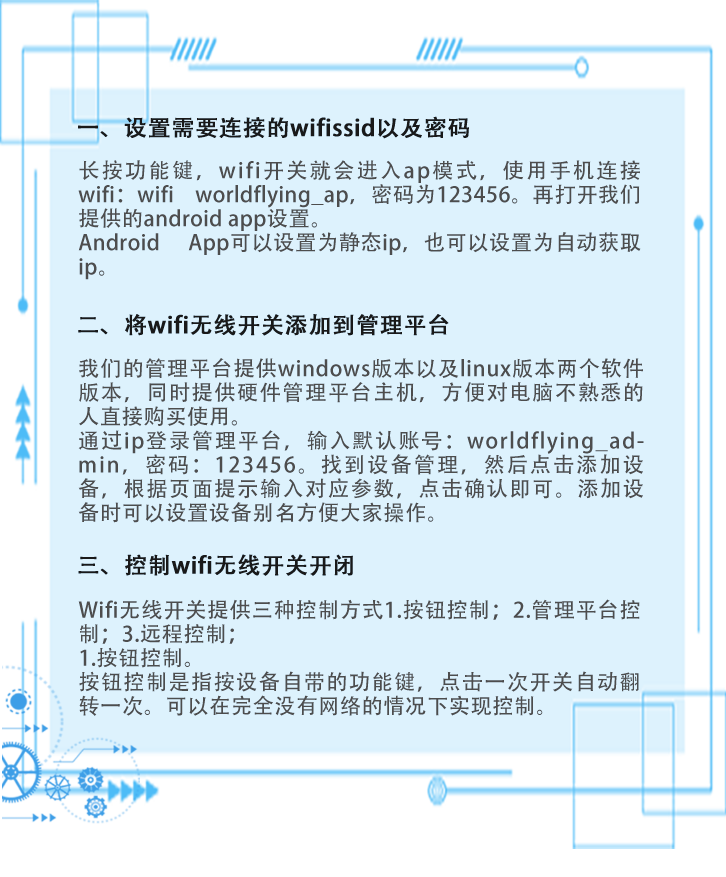 一、设置需要连接的wifissid以及密码
长按功能键，wifi开关就会进入ap模式，使用手机连接
wifi：wifi worldflying_ap，密码为123456。再打开我们
提供的android app设置。
Android App可以设置为静态ip，也可以设置为自动获取
ip。
二、将wifi无线开关添加到管理平台
我们的管理平台提供windows版本以及linux版本两个软件
版本，同时提供硬件管理平台主机，方便对电脑不熟悉的
人直接购买使用。
通过ip登录管理平台，输入默认账号：worldflying_ad-
min，密码：123456。找到设备管理，然后点击添加设
备，根据页面提示输入对应参数，点击确认即可。添加设
备时可以设置设备别名方便大家操作。
三、控制wifi无线开关开闭
Wifi无线开关提供三种控制方式1.按钮控制；2.管理平台控
制；3.远程控制；
1.按钮控制。
按钮控制是指按设备自带的功能键，点击一次开关自动翻
转一次。可以在完全没有网络的情况下实现控制。